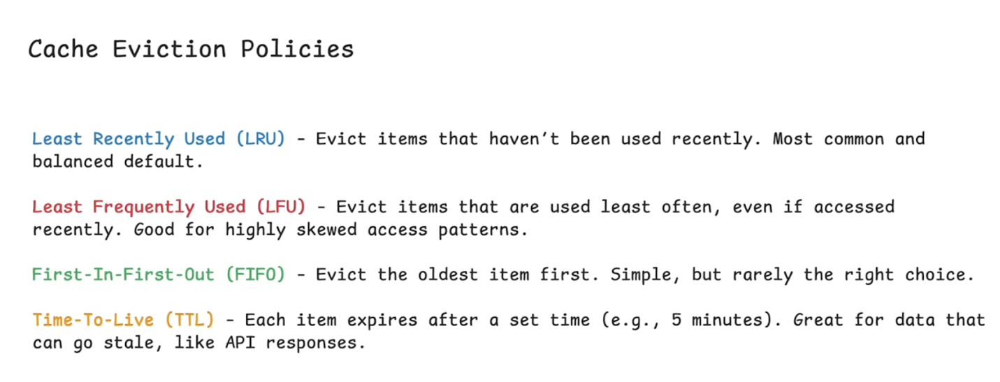 Cache Eviction Policies
Least Recently Used (LRU) - Evict items that haven't been used recently. Most common and
balanced default.
Least Frequently Used (LFU) - Evict items that are used least often, even if accessed
recently. Good for highly skewed access patterns.
First-In-First-Out (FIFO) - Evict the oldest item first. Simple, but rarely the right choice.
Time-To-Live (TTL) - Each item expires after a set time (e.g., 5 minutes). Great for data that
can go stale, like API responses.